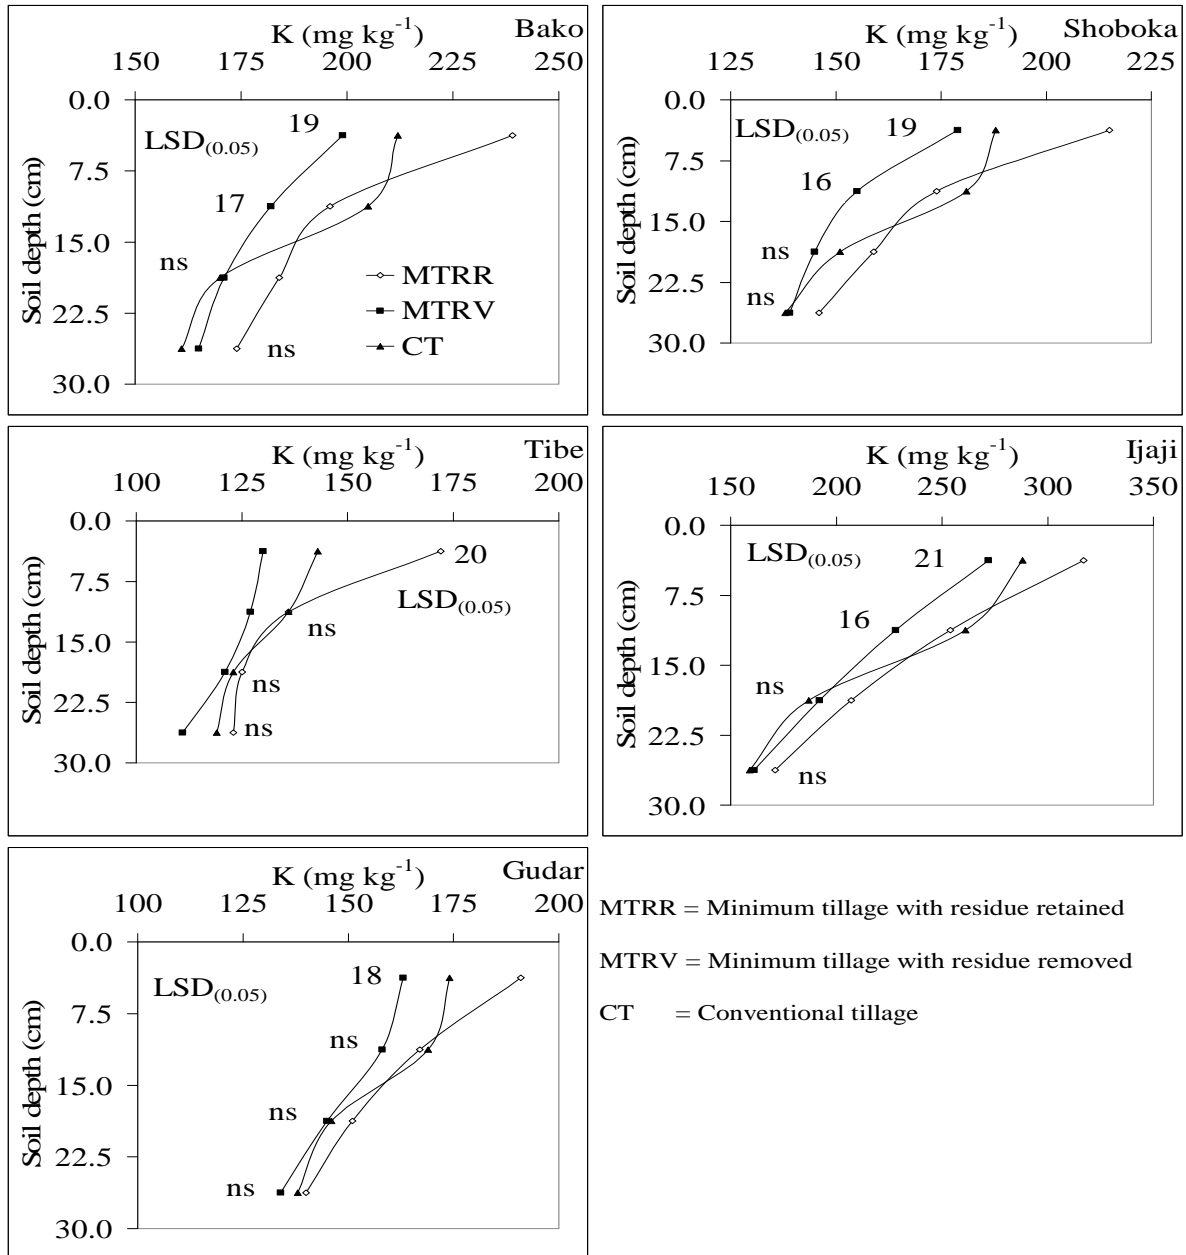 K (mg kg-1) Bako
150 175 200 225 250
0.0
7.5
15.0
22.5
30.0
Soil depth (cm)
LSD(0.05)
19
17
ns
ns
MTRR
MTRV
CT
K (mg kg-1) Shoboka
125 150 175 200 225
0.0
7.5
15.0
22.5
30.0
Soil depth (cm)
LSD(0.05)
19
16
ns
ns
K (mg kg-1) Tibe
100 125 150 175 200
0.0
7.5
15.0
22.5
30.0
Soil depth (cm)
20
LSD(0.05)
ns
ns
ns
K (mg kg-1) Ijaji
150 200 250 300 350
0.0
7.5
15.0
22.5
30.0
Soil depth (cm)
LSD(0.05)
21
16
ns
ns
K (mg kg-1) Gudar
100 125 150 175 200
0.0
7.5
15.0
22.5
30.0
Soil depth (cm)
LSD(0.05)
18
ns
ns
ns
MTRR = Minimum tillage with residue retained
MTRV = Minimum tillage with residue removed
CT = Conventional tillage